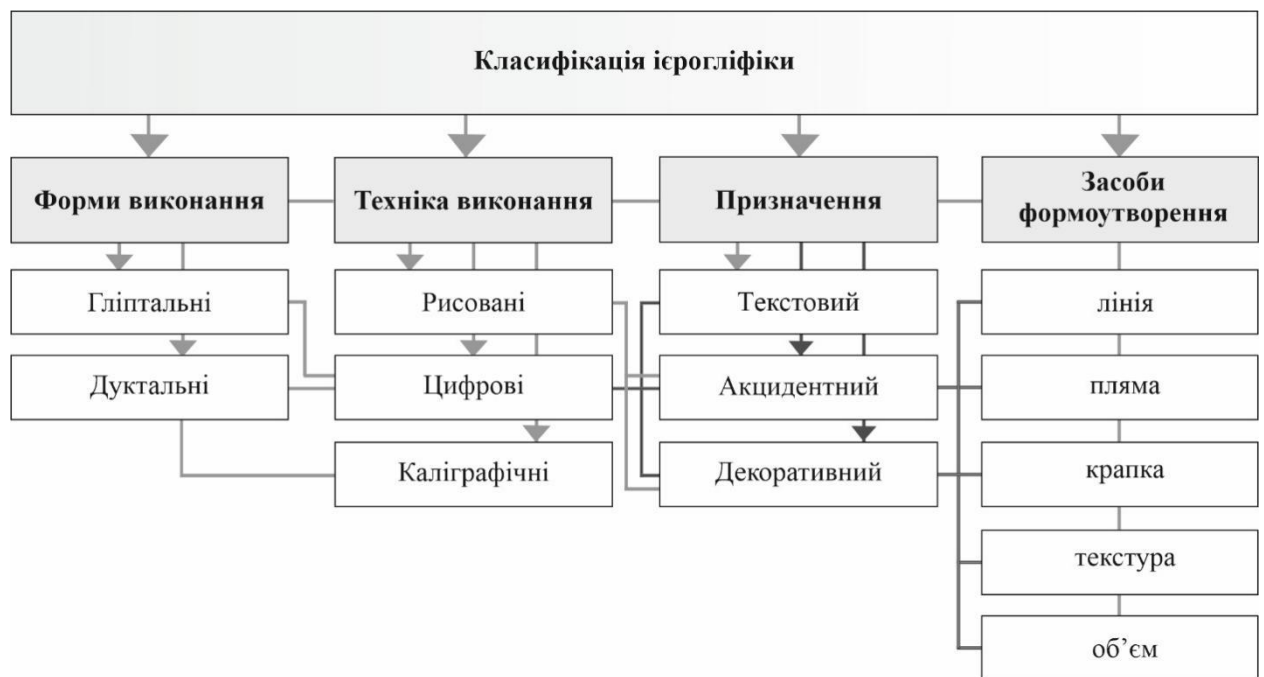 Класифікація ієрогліфіки
Форми виконання
Техніка виконання
Призначення
Засоби
формоутворення
Гліптальні
Рисовані
Текстовий
лінія
Дуктальні
Цифрові
Акцидентний
пляма
Каліграфічні
Декоративний
крапка
текстура
об’єм